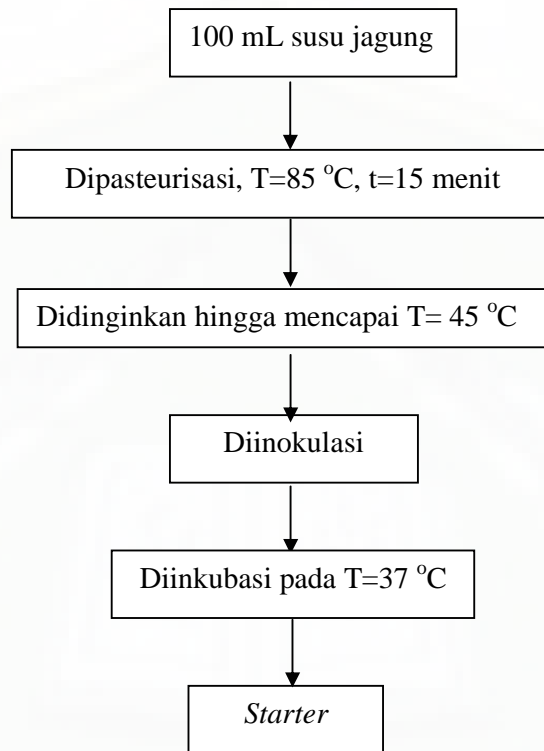 100 mL susu jagung
Dipasteurisasi, T=85 °C, t=15 menit
Didinginkan hingga mencapai T= 45 °C
Diinokulasi
Diinkubasi pada T=37 °C
Starter